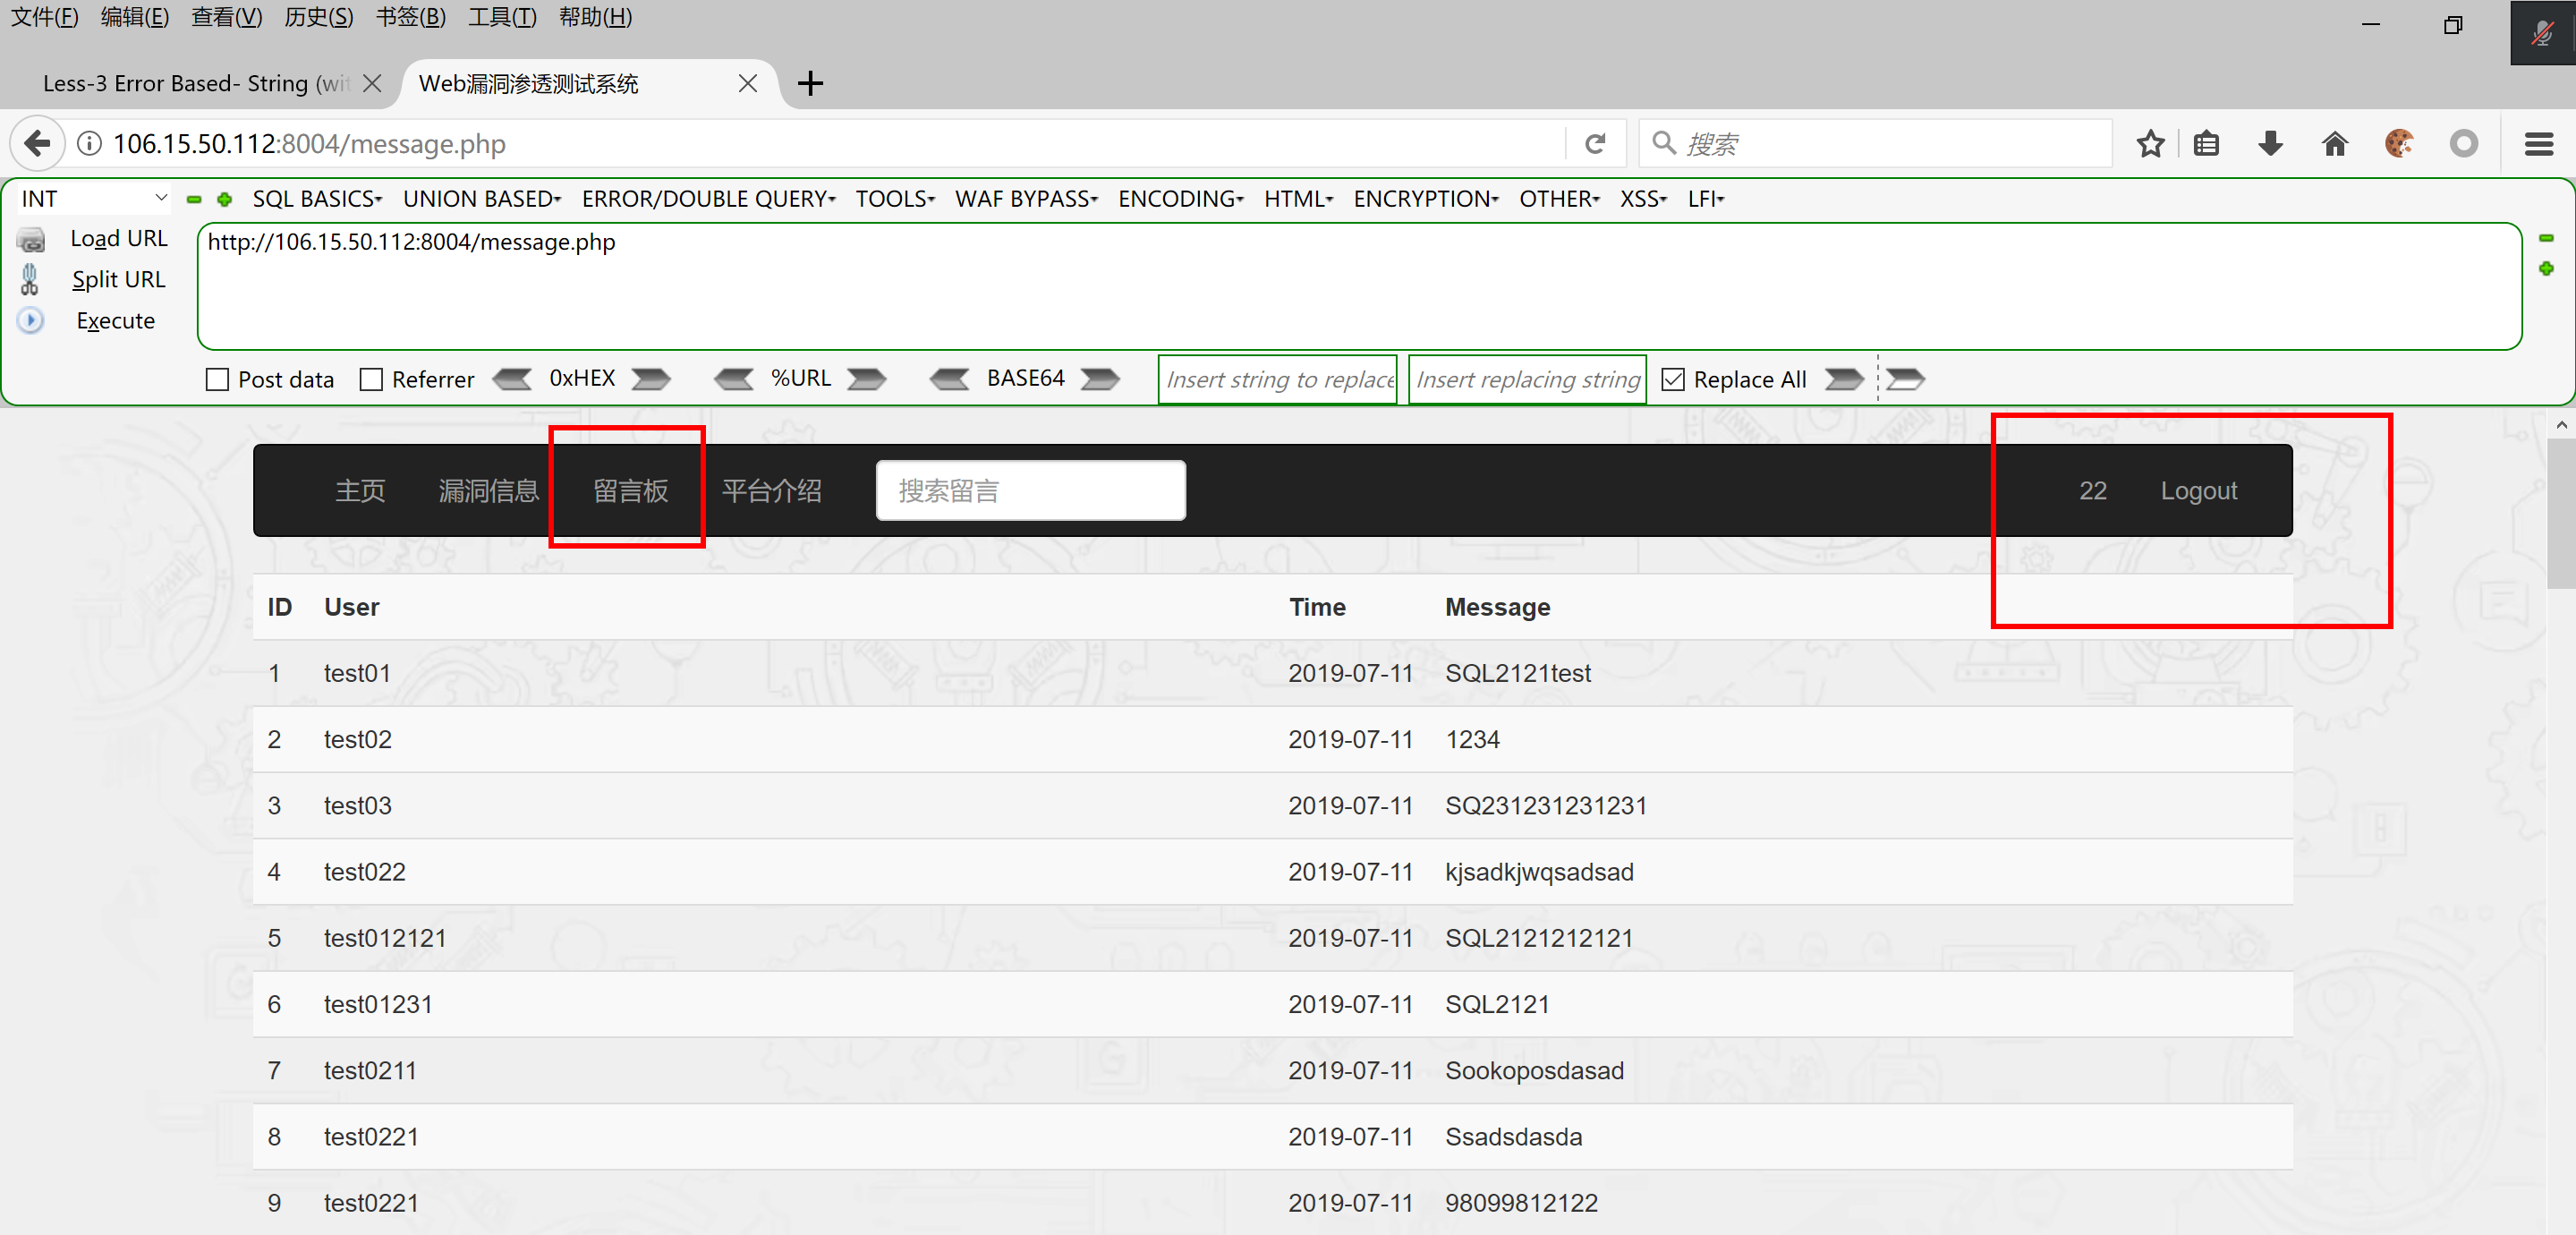 文件(F) 编辑(E) 查看(V) 历史(S) 书签(B) 工具(T) 帮助(H)
Less-3 Error Based- String (wit Web漏洞渗透测试系统
106.15.50.112:8004/message.php 搜索
INT SQL BASICS UNION BASED ERROR/DOUBLE QUERY TOOLS WAF BYPASS ENCODING HTML ENCRYPTION OTHER XSS LFI
Load URL http://106.15.50.112:8004/message.php
Split URL
Execute
Post data Referrer 0xHEX %URL BASE64 Insert string to replace Insert replacing string Replace All
主页 漏洞信息 留言板 平台介绍 搜索留言 22 Logout
ID User Time Message
1 test01 2019-07-11 SQL2121test
2 test02 2019-07-11 1234
3 test03 2019-07-11 SQ231231231231
4 test022 2019-07-11 kjsadkjwqsadsad
5 test012121 2019-07-11 SQL2121212121
6 test01231 2019-07-11 SQL2121
7 test0211 2019-07-11 Sookoposdasad
8 test0221 2019-07-11 Ssadsdasda
9 test0221 2019-07-11 98099812122